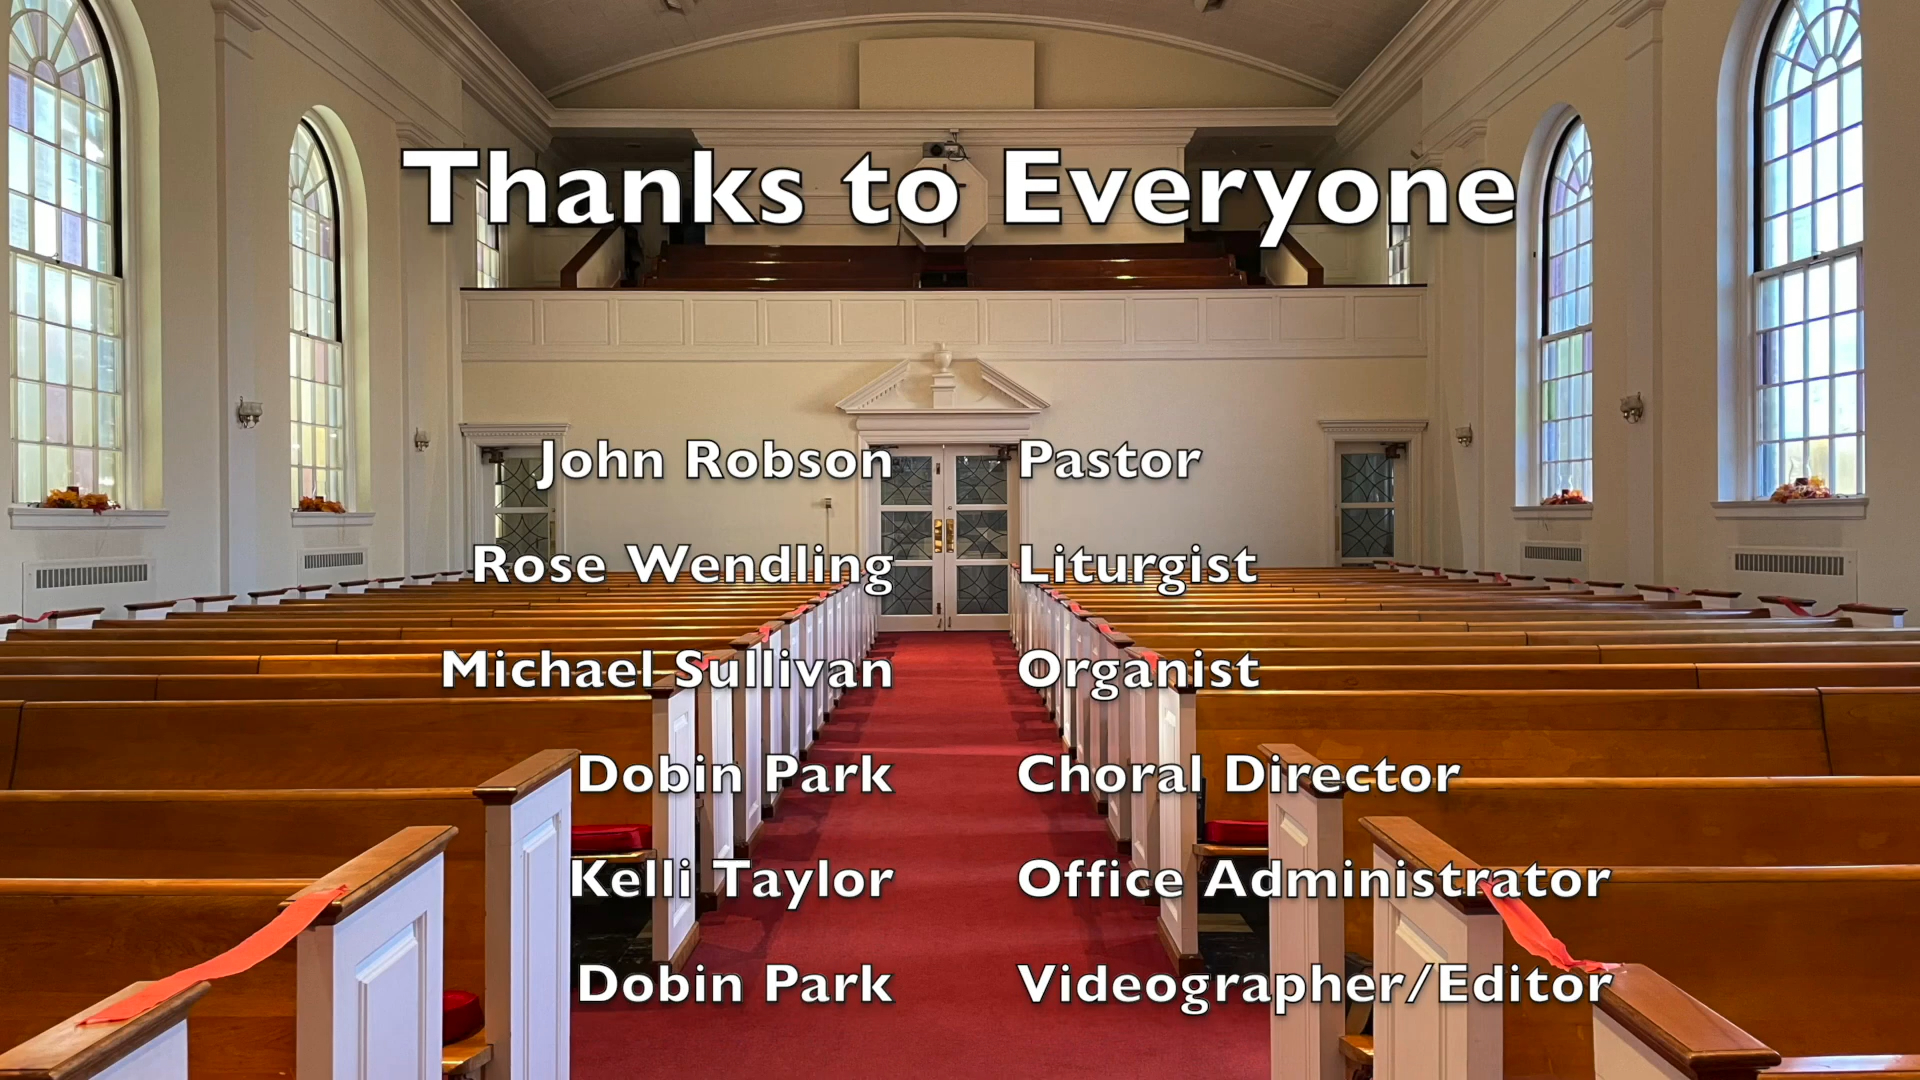 Thanks to Everyone
John Robson Pastor
Rose Wendling Liturgist
Michael Sullivan Organist
Dobin Park Choral Director
Kelli Taylor Office Administrator
Dobin Park Videographer/Editor